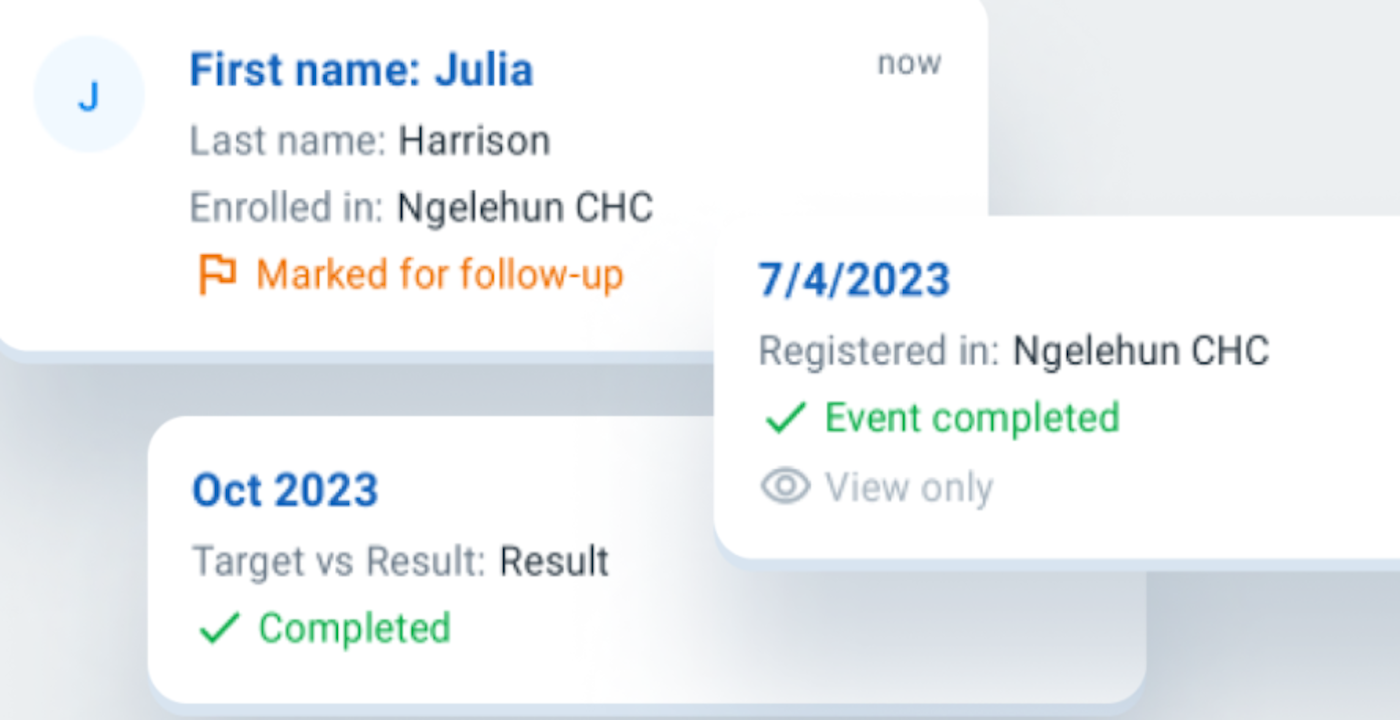 J
First name: Julia
now
Last name: Harrison
Enrolled in: Ngelehun CHC
Marked for follow-up
7/4/2023
Registered in: Ngelehun CHC
Event completed
View only
Oct 2023
Target vs Result: Result
Completed